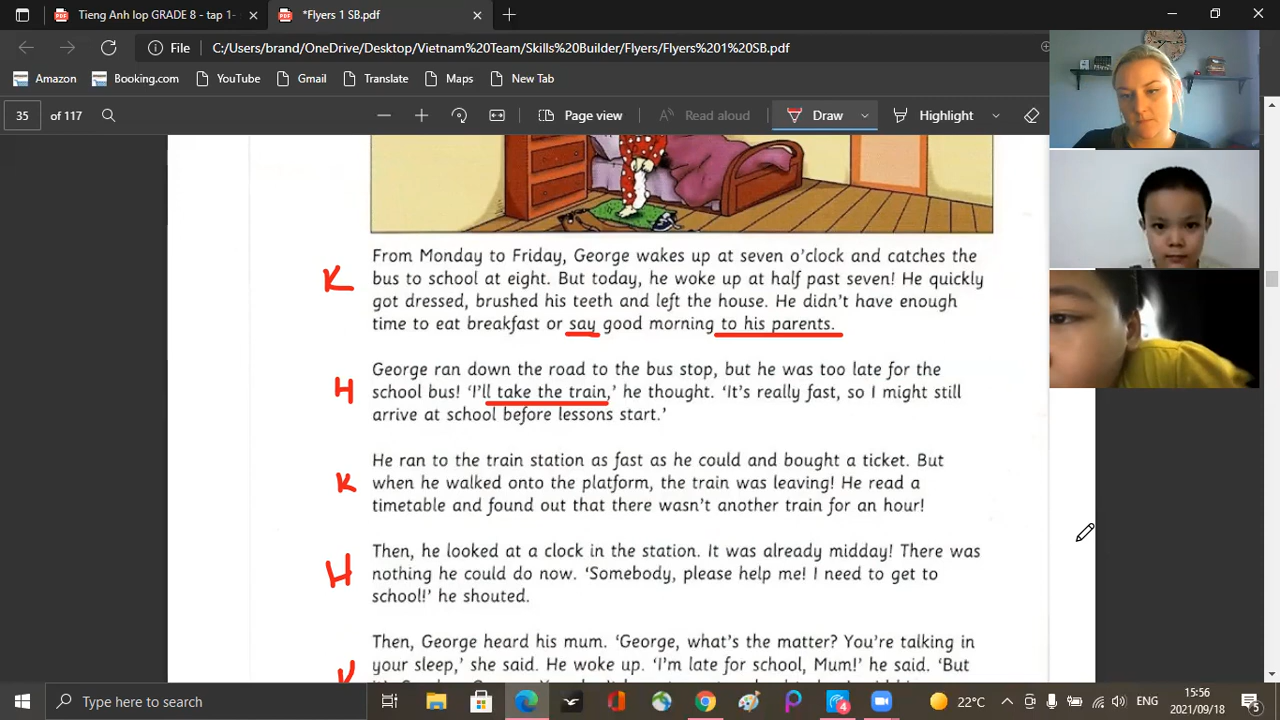 Tieng Anh lop GRADE 8 - tap 1-
*Flyers 1 SB.pdf
File
C:/Users/brand/OneDrive/Desktop/Vietnam%20Team/Skills%20Builder/Flyers/Flyers%201%20SB.pdf
Amazon
Booking.com
YouTube
Gmail
Translate
Maps
New Tab
35 of 117
Page view
Read aloud
Draw
Highlight
From Monday to Friday, George wakes up at seven o'clock and catches the
K bus to school at eight. But today, he woke up at half past seven! He quickly
got dressed, brushed his teeth and left the house. He didn't have enough
time to eat breakfast or say good morning to his parents.
George ran down the road to the bus stop, but he was too late for the
H school bus! 'I'll take the train,' he thought. 'It's really fast, so I might still
arrive at school before lessons start.'
He ran to the train station as fast as he could and bought a ticket. But
K when he walked onto the platform, the train was leaving! He read a
timetable and found out that there wasn't another train for an hour!
Then, he looked at a clock in the station. It was already midday! There was
H nothing he could do now. 'Somebody, please help me! I need to get to
school!' he shouted.
Then, George heard his mum. 'George, what's the matter? You're talking in
your sleep,' she said. He woke up. 'I'm late for school, Mum!' he said. 'But
Type here to search
4
22°C
ENG
15:56
2021/09/18
5